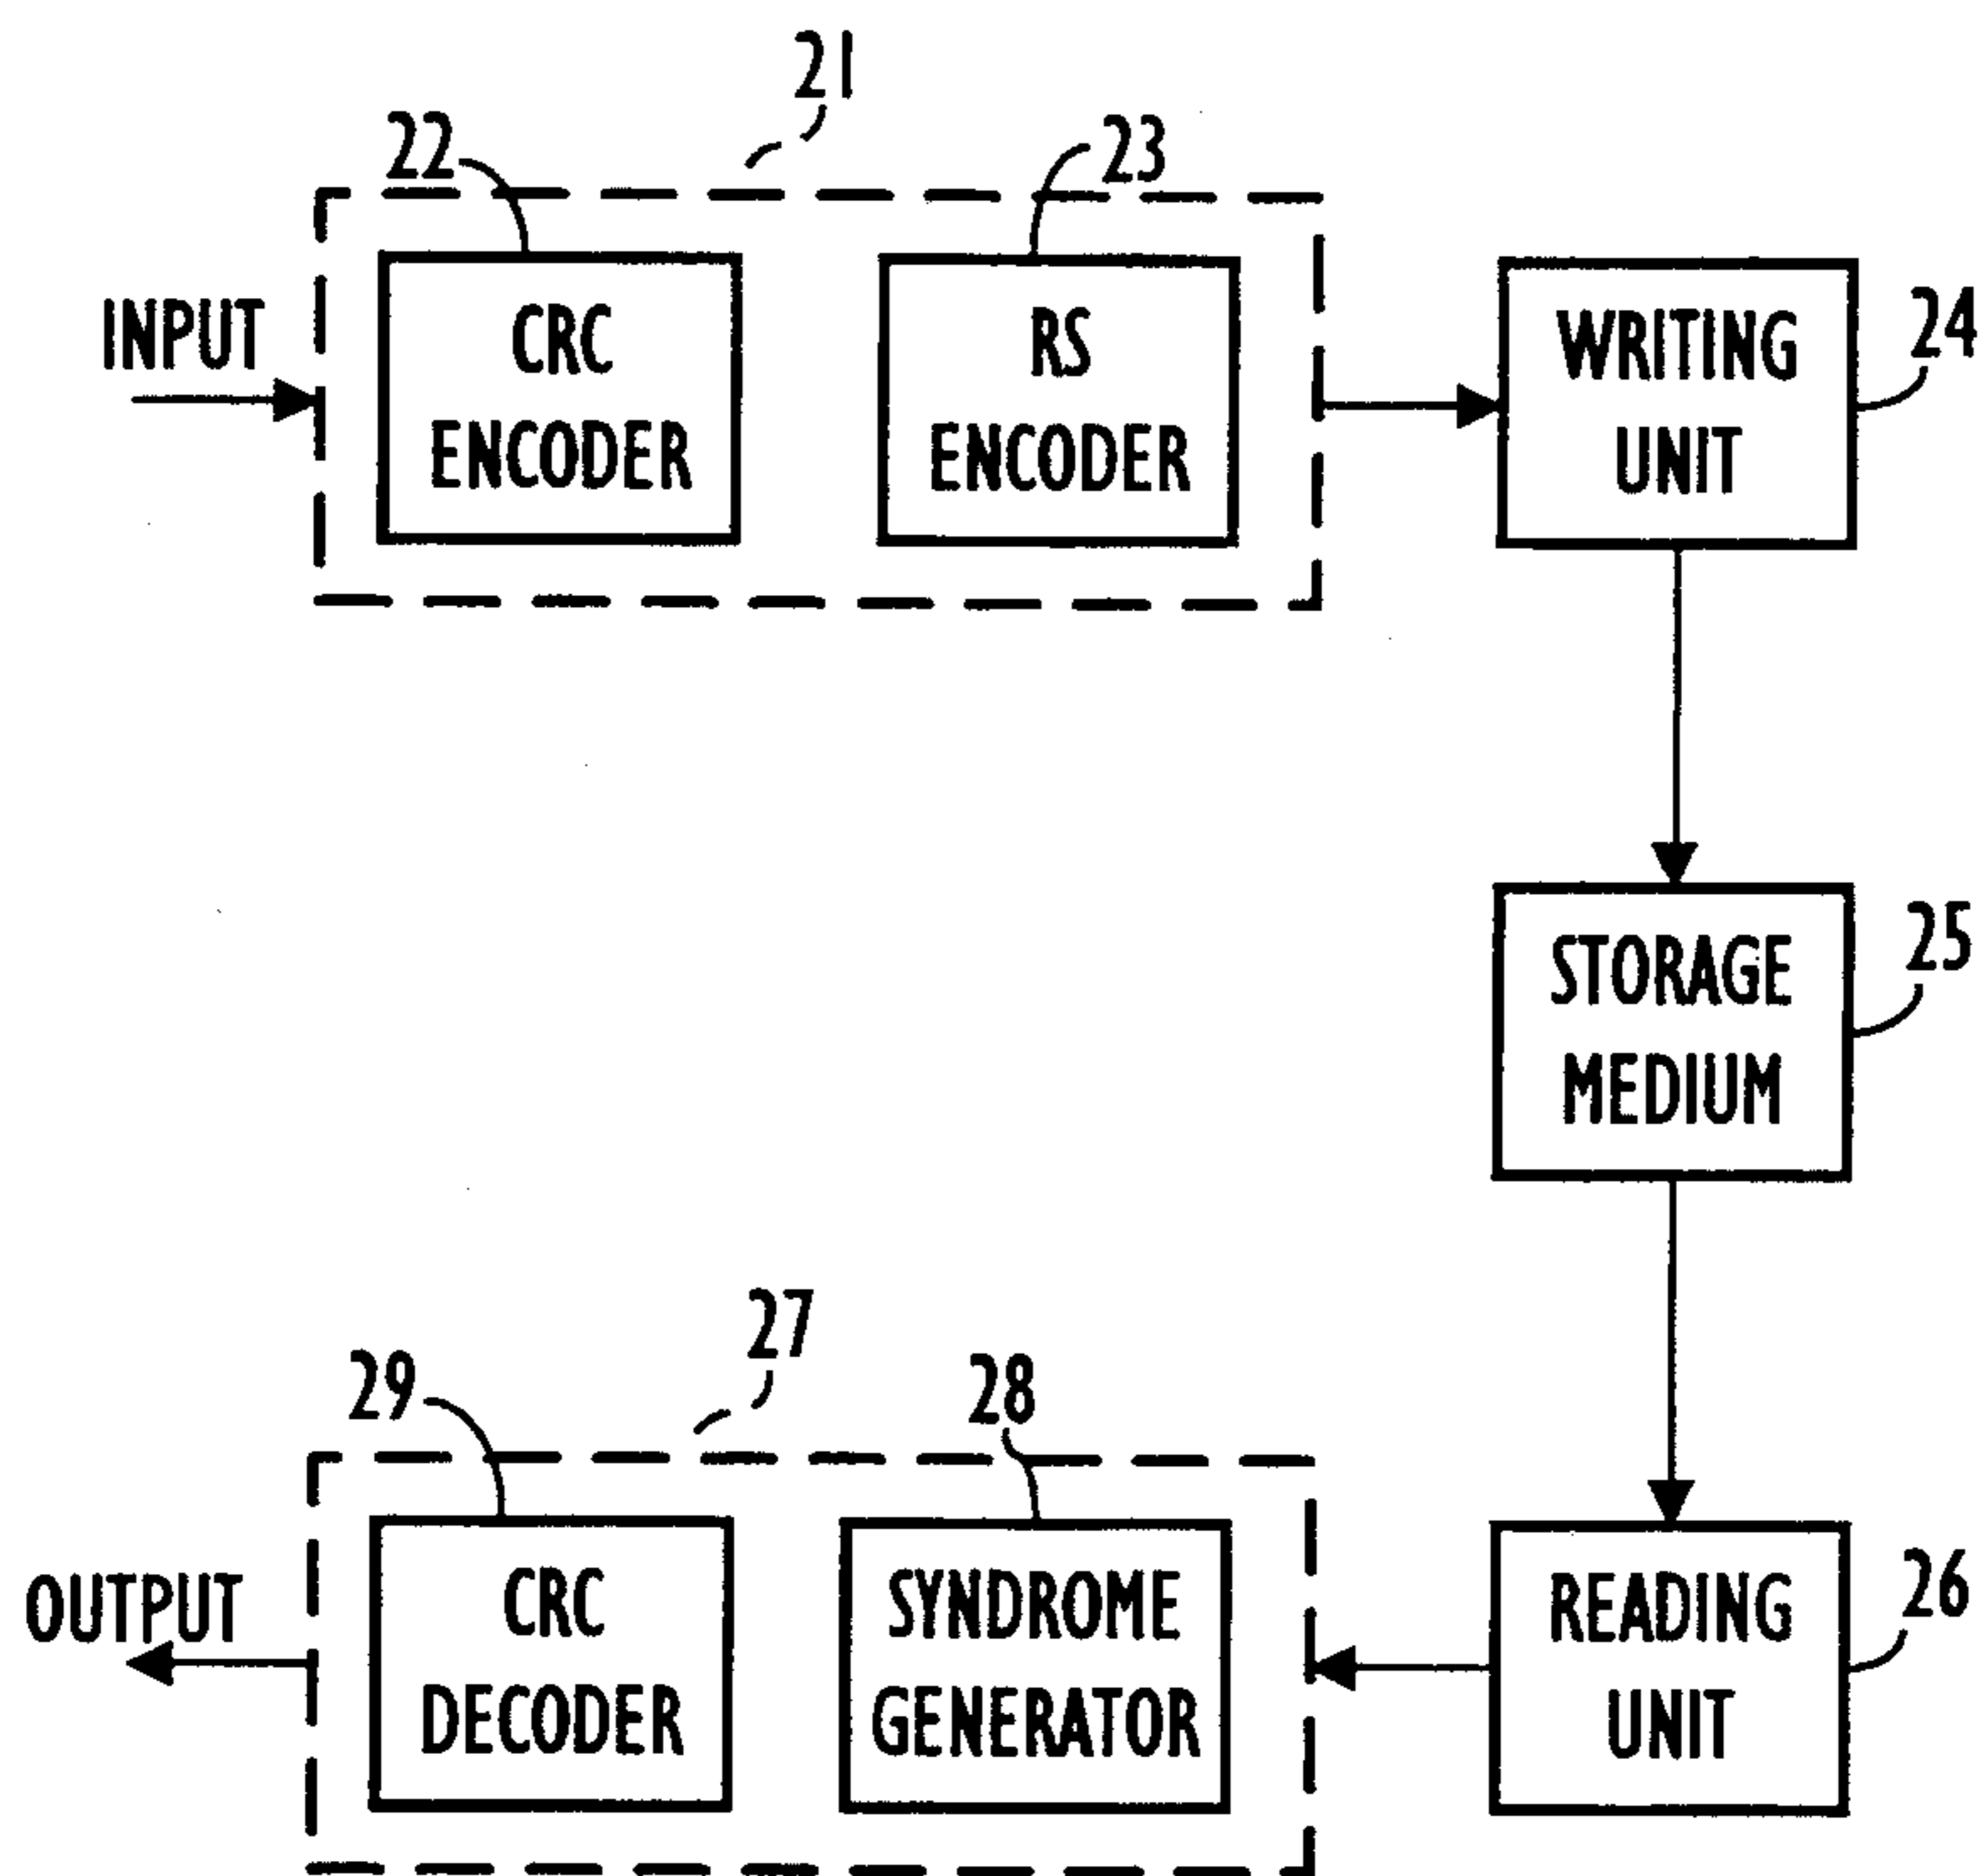 21
22
23
INPUT
CRC
ENCODER
RS
ENCODER
WRITING
UNIT
24
STORAGE
MEDIUM
25
27
29
28
OUTPUT
CRC
DECODER
SYNDROME
GENERATOR
READING
UNIT
26